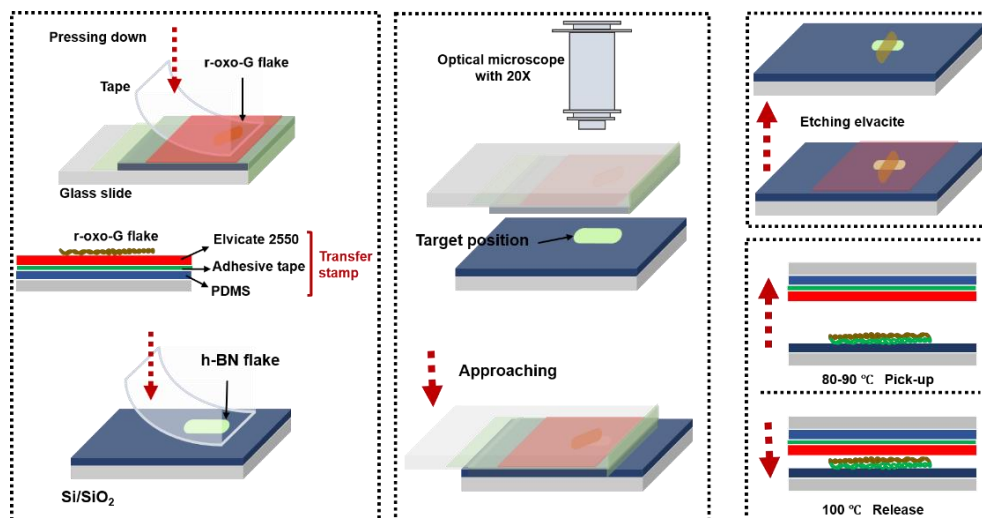 Pressing down
r-oxo-G flake
Tape
Glass slide
r-oxo-G flake
Elvicate 2550
Adhesive tape
PDMS
Transfer
stamp
h-BN flake
Si/SiO₂
Optical microscope
with 20X
Target position
Approaching
Etching elvacite
80-90 ℃ Pick-up
100 ℃ Release